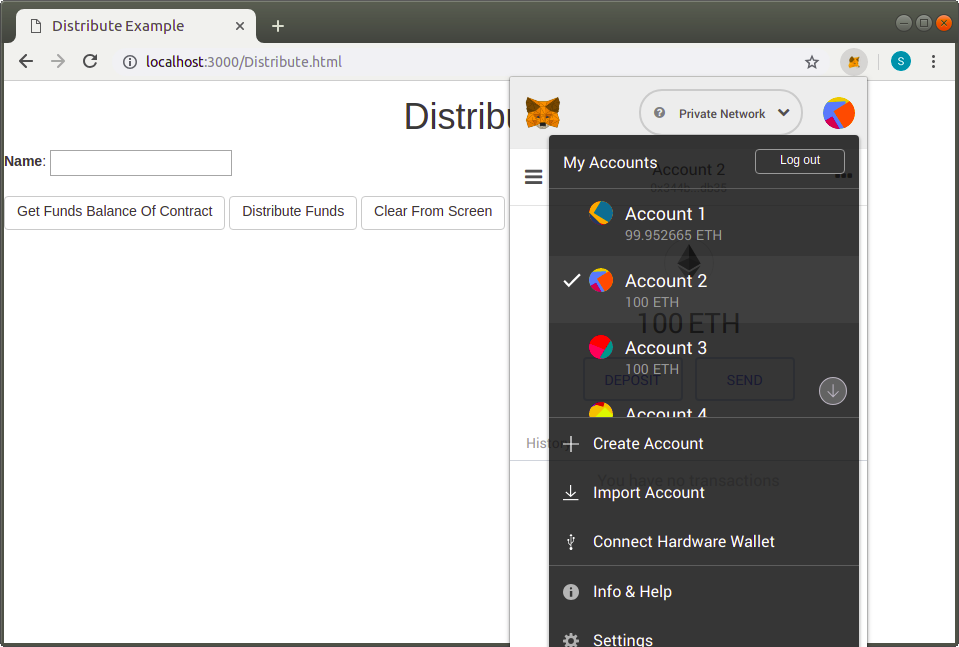 Distribute Example
localhost:3000/Distribute.html
S
Distribu
Private Network
Name:
My Accounts
Log out
Account 2
Get Funds Balance Of Contract
Distribute Funds
Clear From Screen
Account 1
99.952665 ETH
Account 2
100 ETH
100 ETH
Account 3
100 ETH
DEPOSIT
SEND
Account 4
Histo
Create Account
You have no transactions
Import Account
Connect Hardware Wallet
Info & Help
Settings